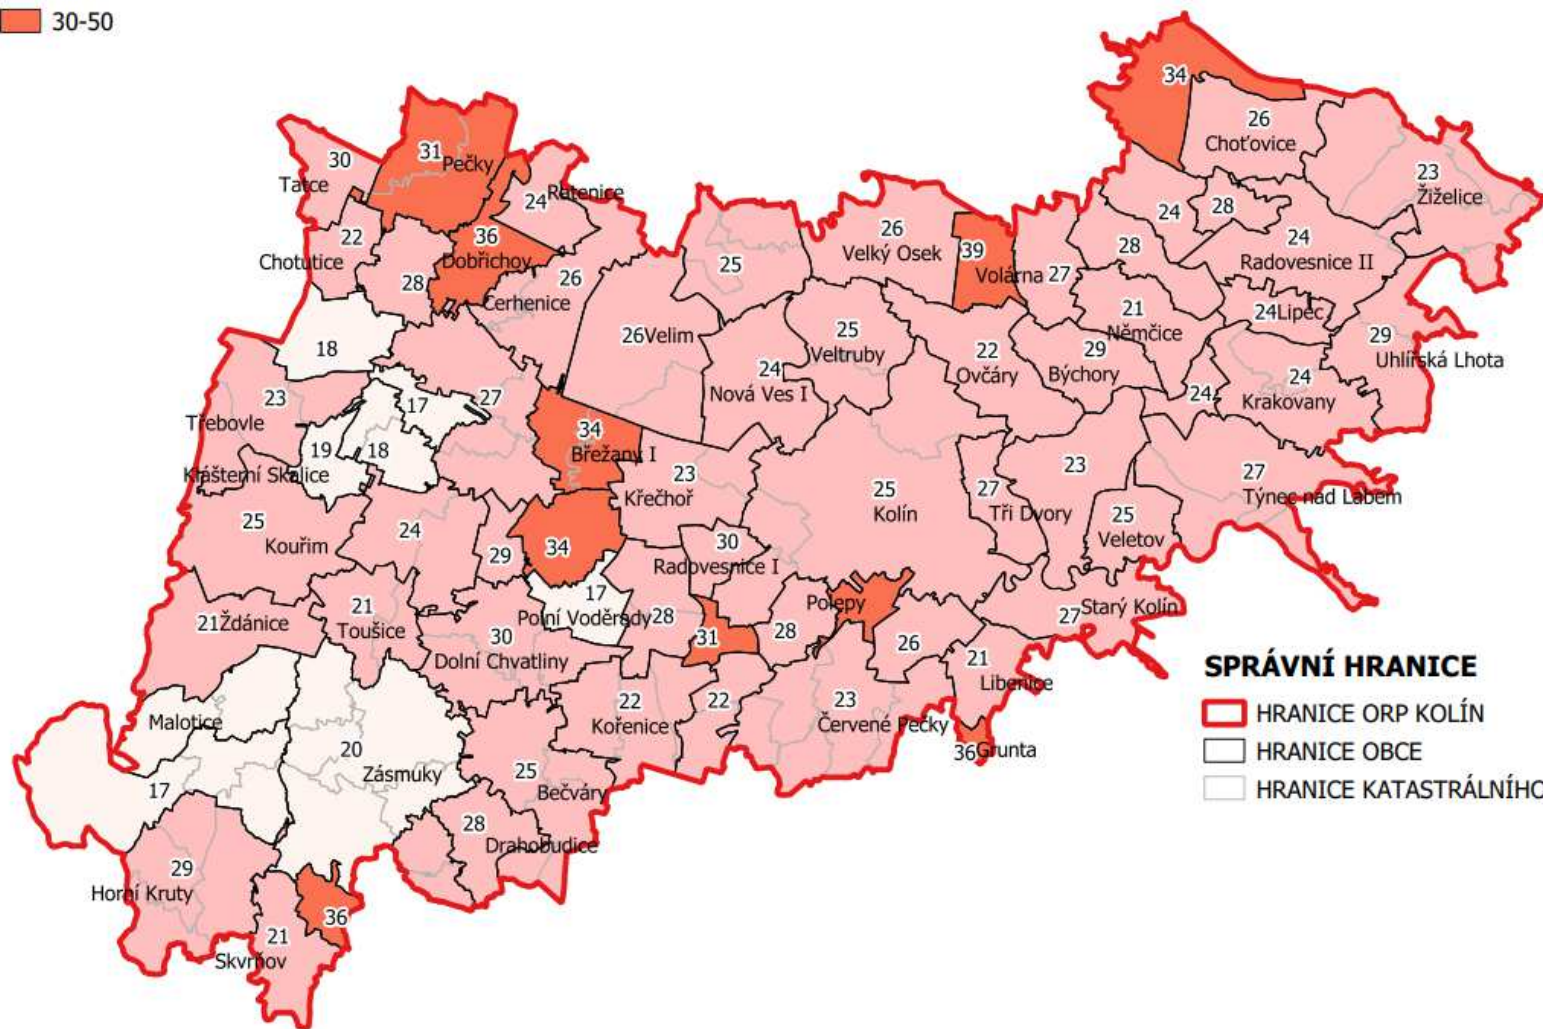 30-50
34
26
Choťovice
30
31
Pečky
Tatce
23
Žiželice
24
Ratenice
22
36
Dobřichov
Chotutice
26
Velký Osek
24
28
28
24
Radovesnice II
28
26
Cerhenice
25
39
Volárna
27
18
26
Velim
25
Veltruby
21
Němčice
24
Lipec
29
Uhlířská Lhota
22
Ovčáry
29
Býchory
24
Nová Ves I
24
24
Krakovany
23
Třebovle
17
27
34
Břežany I
19
18
Klášterní Skalice
23
Křečhoř
25
Kolín
27
Tři Dvory
23
27
Týnec nad Labem
25
Kouřim
24
29
34
30
Radovesnice I
25
Veletov
17
Polní Voděrady
28
Polepy
27
Starý Kolín
21
Ždánice
21
Toušice
30
Dolní Chvatliny
31
28
26
21
Libenice
SPRÁVNÍ HRANICE
HRANICE ORP KOLÍN
HRANICE OBCE
HRANICE KATASTRÁLNÍHO
Malotice
22
Kořenice
22
23
Červené Pečky
36
Grunta
20
Zásmuky
17
25
Bečváry
28
Drahobudice
29
Horní Kruty
36
21
Skvrňov